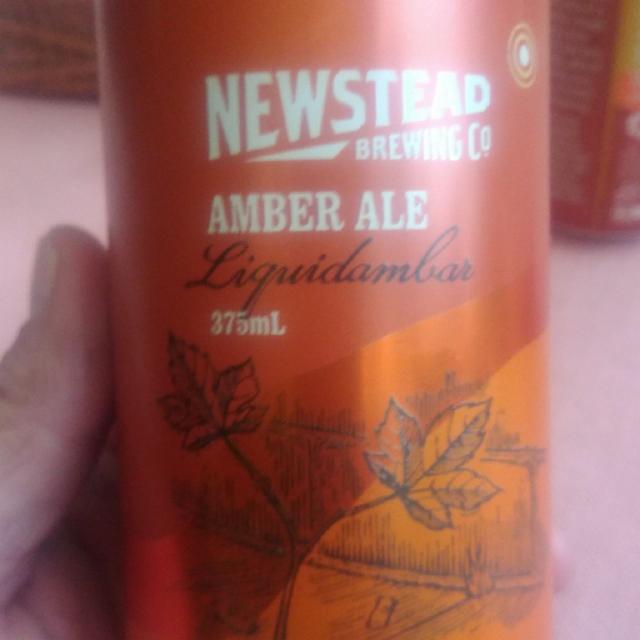 NEWSTEAD
BREWING CO
AMBER ALE
Liquidambar
375mL